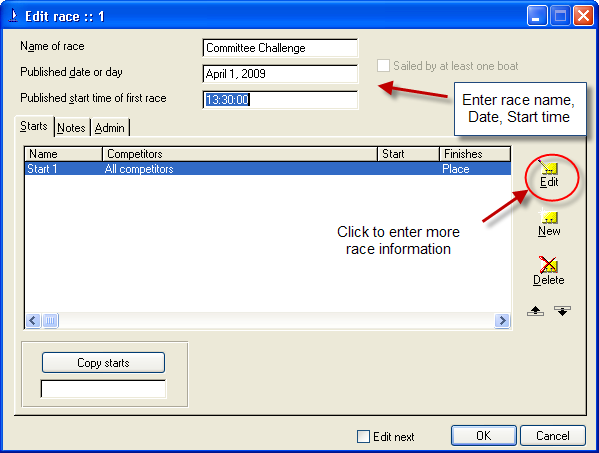 Edit race :: 1
Name of race
Committee Challenge
Published date or day
April 1, 2009
Sailed by at least one boat
Published start time of first race
13:30:00
Enter race name,
Date, Start time
Starts Notes Admin
Name Competitors Start Finishes
Start 1 All competitors Place
Edit
Click to enter more
race information
New
Delete
Copy starts
Edit next OK Cancel